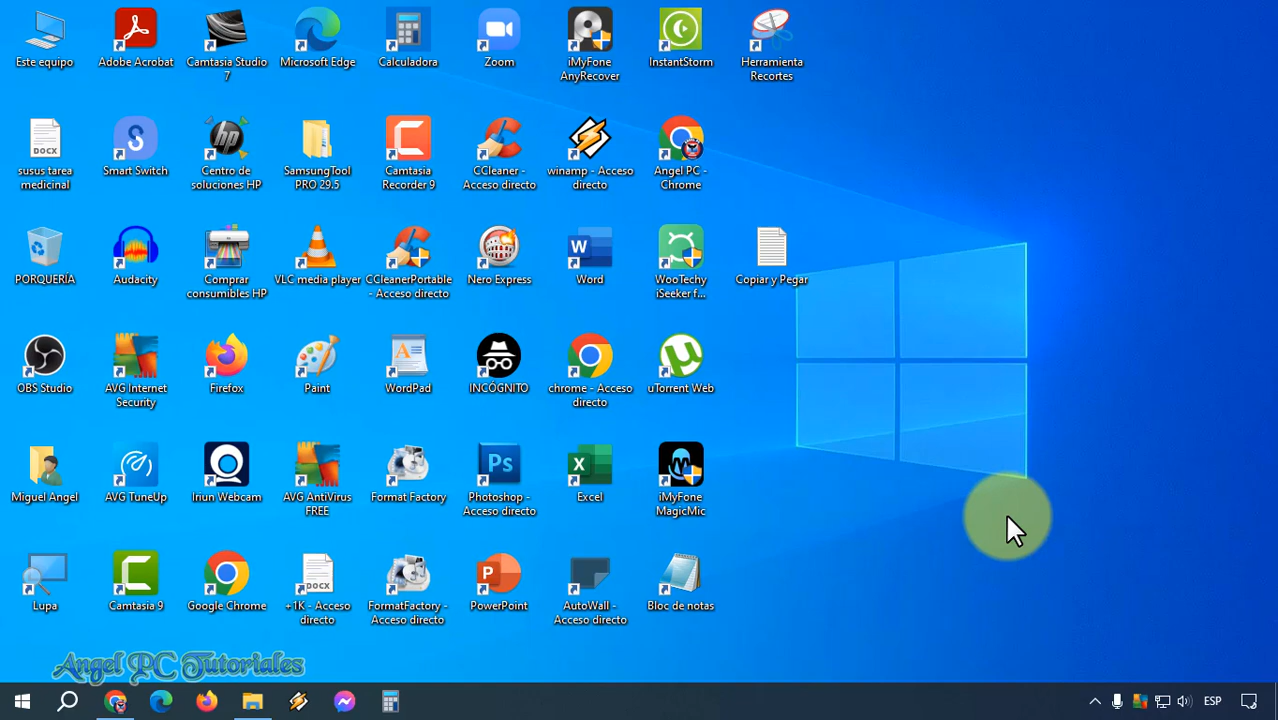 Este equipo
Adobe Acrobat
Camtasia Studio
7
Microsoft Edge
Calculadora
Zoom
iMyFone
AnyRecover
InstantStorm
Herramienta
Recortes
DOCX
susus tarea
medicinal
Smart Switch
hp
Centro de
soluciones HP
SamsungTool
PRO 29.5
Camtasia
Recorder 9
CCleaner -
Acceso directo
winamp - Acceso
directo
Angel PC -
Chrome
PORQUERÍA
Audacity
Comprar
consumibles HP
VLC media player
CCleanerPortable
- Acceso directo
Nero Express
W
Word
WooTechy
iSeeker f...
Copiar y Pegar
OBS Studio
AVG Internet
Security
Firefox
Paint
WordPad
INCÓGNITO
chrome - Acceso
directo
uTorrent Web
Miguel Angel
AVG TuneUp
Iriun Webcam
AVG AntiVirus
FREE
Format Factory
Ps
Photoshop -
Acceso directo
X
Excel
iMyFone
MagicMic
Lupa
Camtasia 9
Google Chrome
DOCX
+1K - Acceso
directo
FormatFactory -
Acceso directo
P
PowerPoint
AutoWall -
Acceso directo
Bloc de notas
Angel PC Tutoriales
ESP